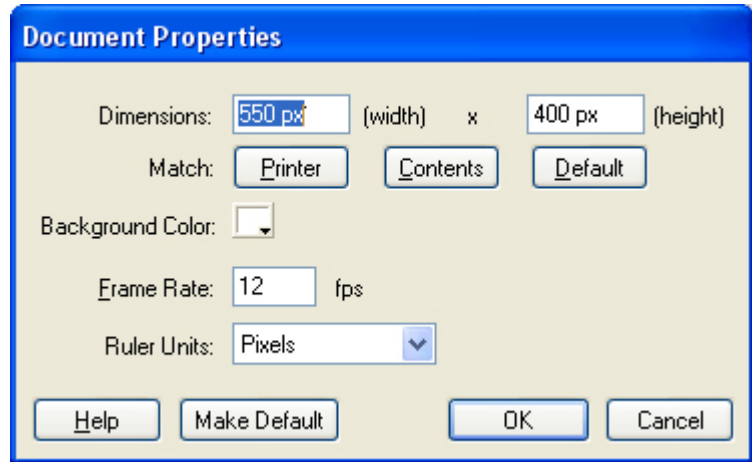 Document Properties
Dimensions: 550 px (width) x 400 px (height)
Match: Printer Contents Default
Background Color:
Frame Rate: 12 fps
Ruler Units: Pixels
Help Make Default OK Cancel